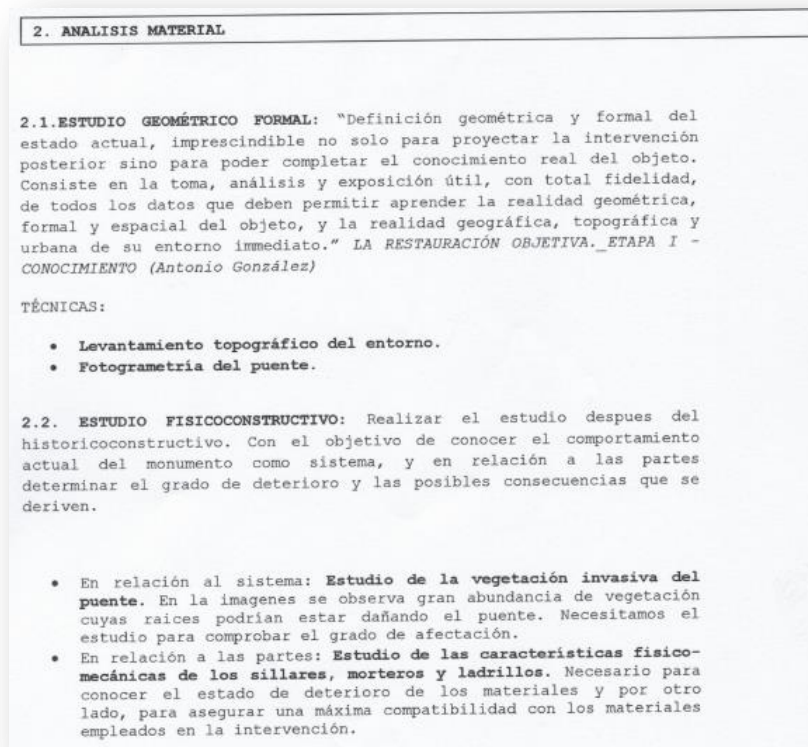 2. ANALISIS MATERIAL
2.1.ESTUDIO GEOMÉTRICO FORMAL: “Definición geométrica y formal del
estado actual, imprescindible no solo para proyectar la intervención
posterior sino para poder completar el conocimiento real del objeto.
Consiste en la toma, análisis y exposición útil, con total fidelidad,
de todos los datos que deben permitir aprender la realidad geométrica,
formal y espacial del objeto, y la realidad geográfica, topográfica y
urbana de su entorno immediato.” LA RESTAURACIÓN OBJETIVA._ETAPA I –
CONOCIMIENTO (Antonio González)
TÉCNICAS:
• Levantamiento topográfico del entorno.
• Fotogrametría del puente.
2.2. ESTUDIO FISICOCONSTRUCTIVO: Realizar el estudio despues del
historicoconstructivo. Con el objetivo de conocer el comportamiento
actual del monumento como sistema, y en relación a las partes
determinar el grado de deterioro y las posibles consecuencias que se
deriven.
• En relación al sistema: Estudio de la vegetación invasiva del
puente. En la imagenes se observa gran abundancia de vegetación
cuyas raices podrían estar dañando el puente. Necesitamos el
estudio para comprobar el grado de afectación.
• En relación a las partes: Estudio de las características fisico-
mecánicas de los sillares, morteros y ladrillos. Necesario para
conocer el estado de deterioro de los materiales y por otro
lado, para asegurar una máxima compatibilidad con los materiales
empleados en la intervención.